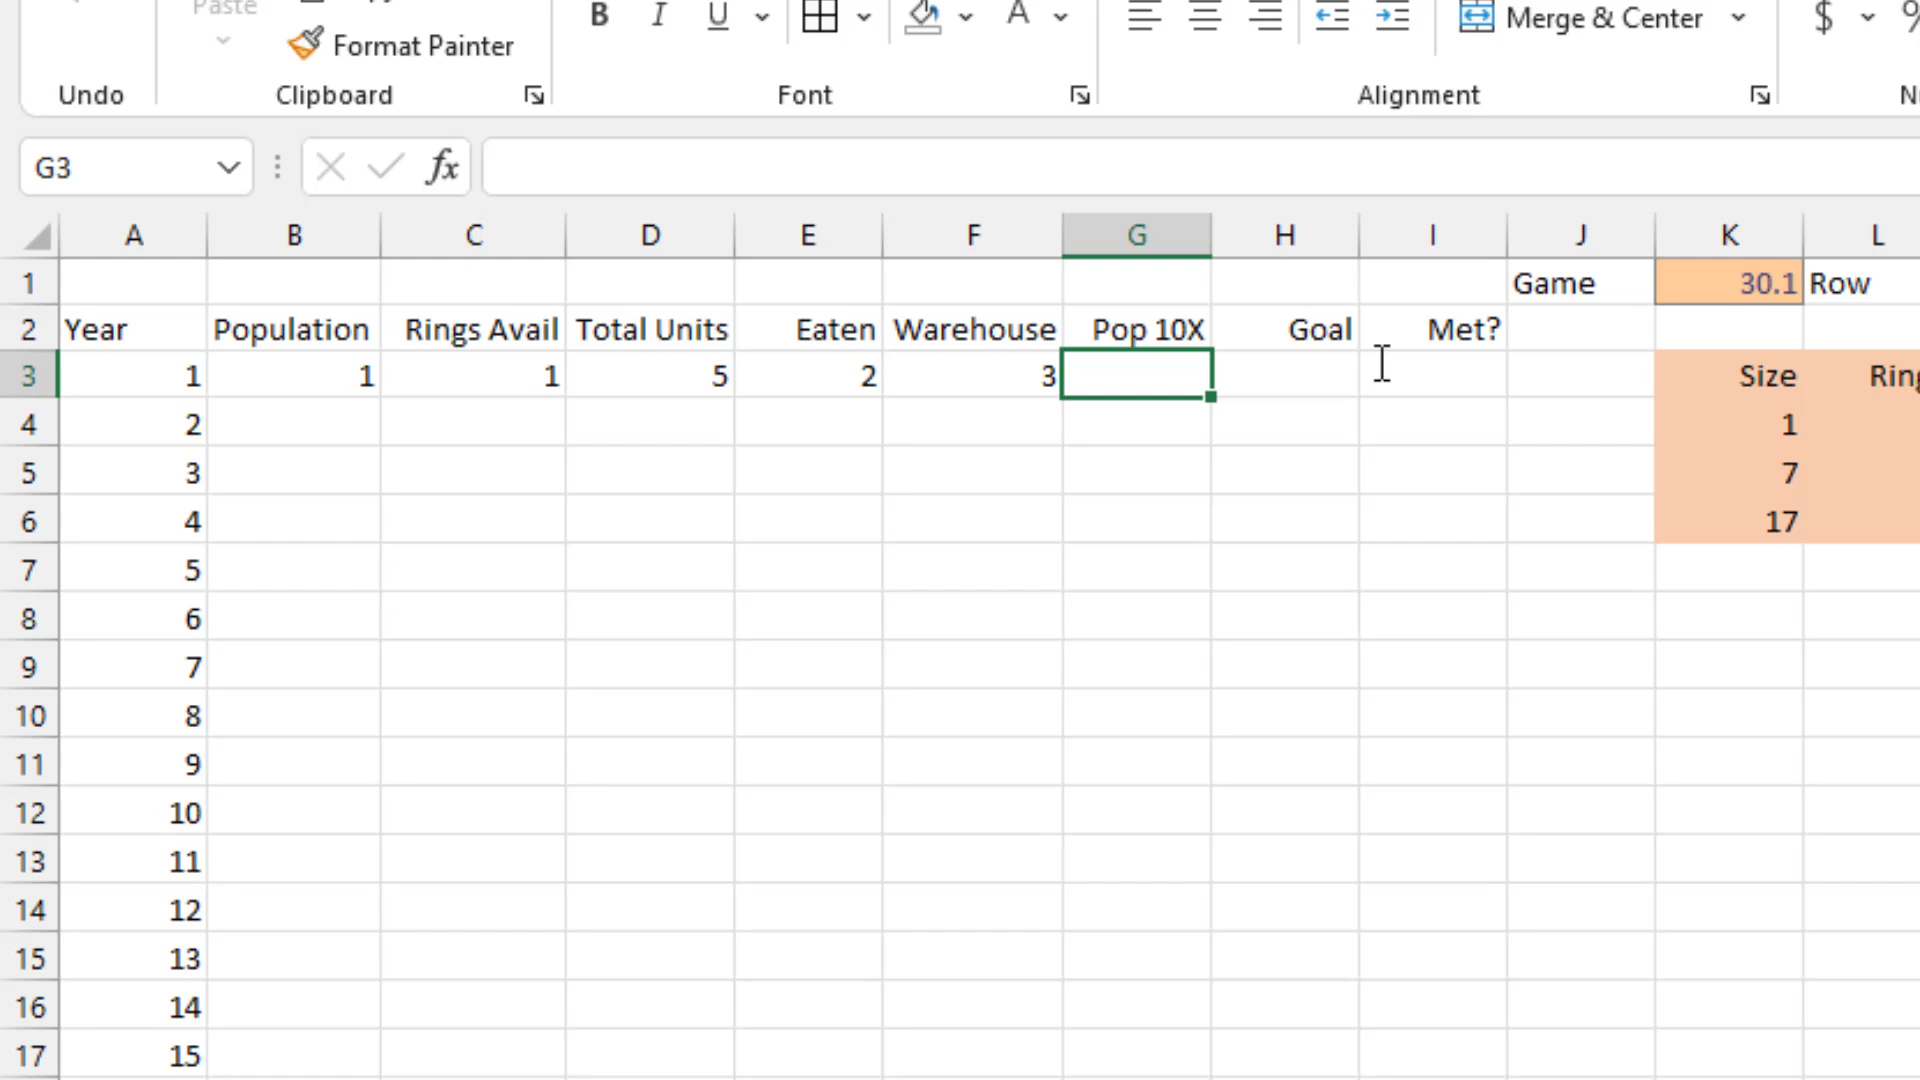 Paste
Format Painter
B I U A Merge & Center $ %
Undo Clipboard Font Alignment
G3 fx
A B C D E F G H I J K L
1 Game 30.1 Row
2 Year Population Rings Avail Total Units Eaten Warehouse Pop 10X Goal Met?
3 1 1 1 5 2 3 Size
4 2 1
5 3 7
6 4 17
7 5
8 6
9 7
10 8
11 9
12 10
13 11
14 12
15 13
16 14
17 15